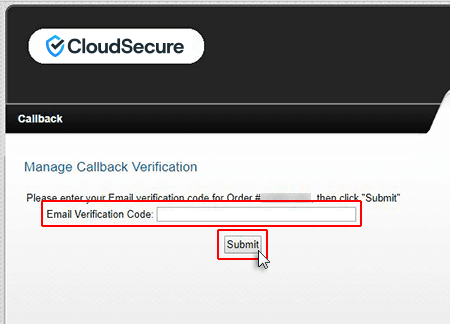 CloudSecure
Callback
Manage Callback Verification
Please enter your Email verification code for Order #, then click "Submit"
Email Verification Code:
Submit